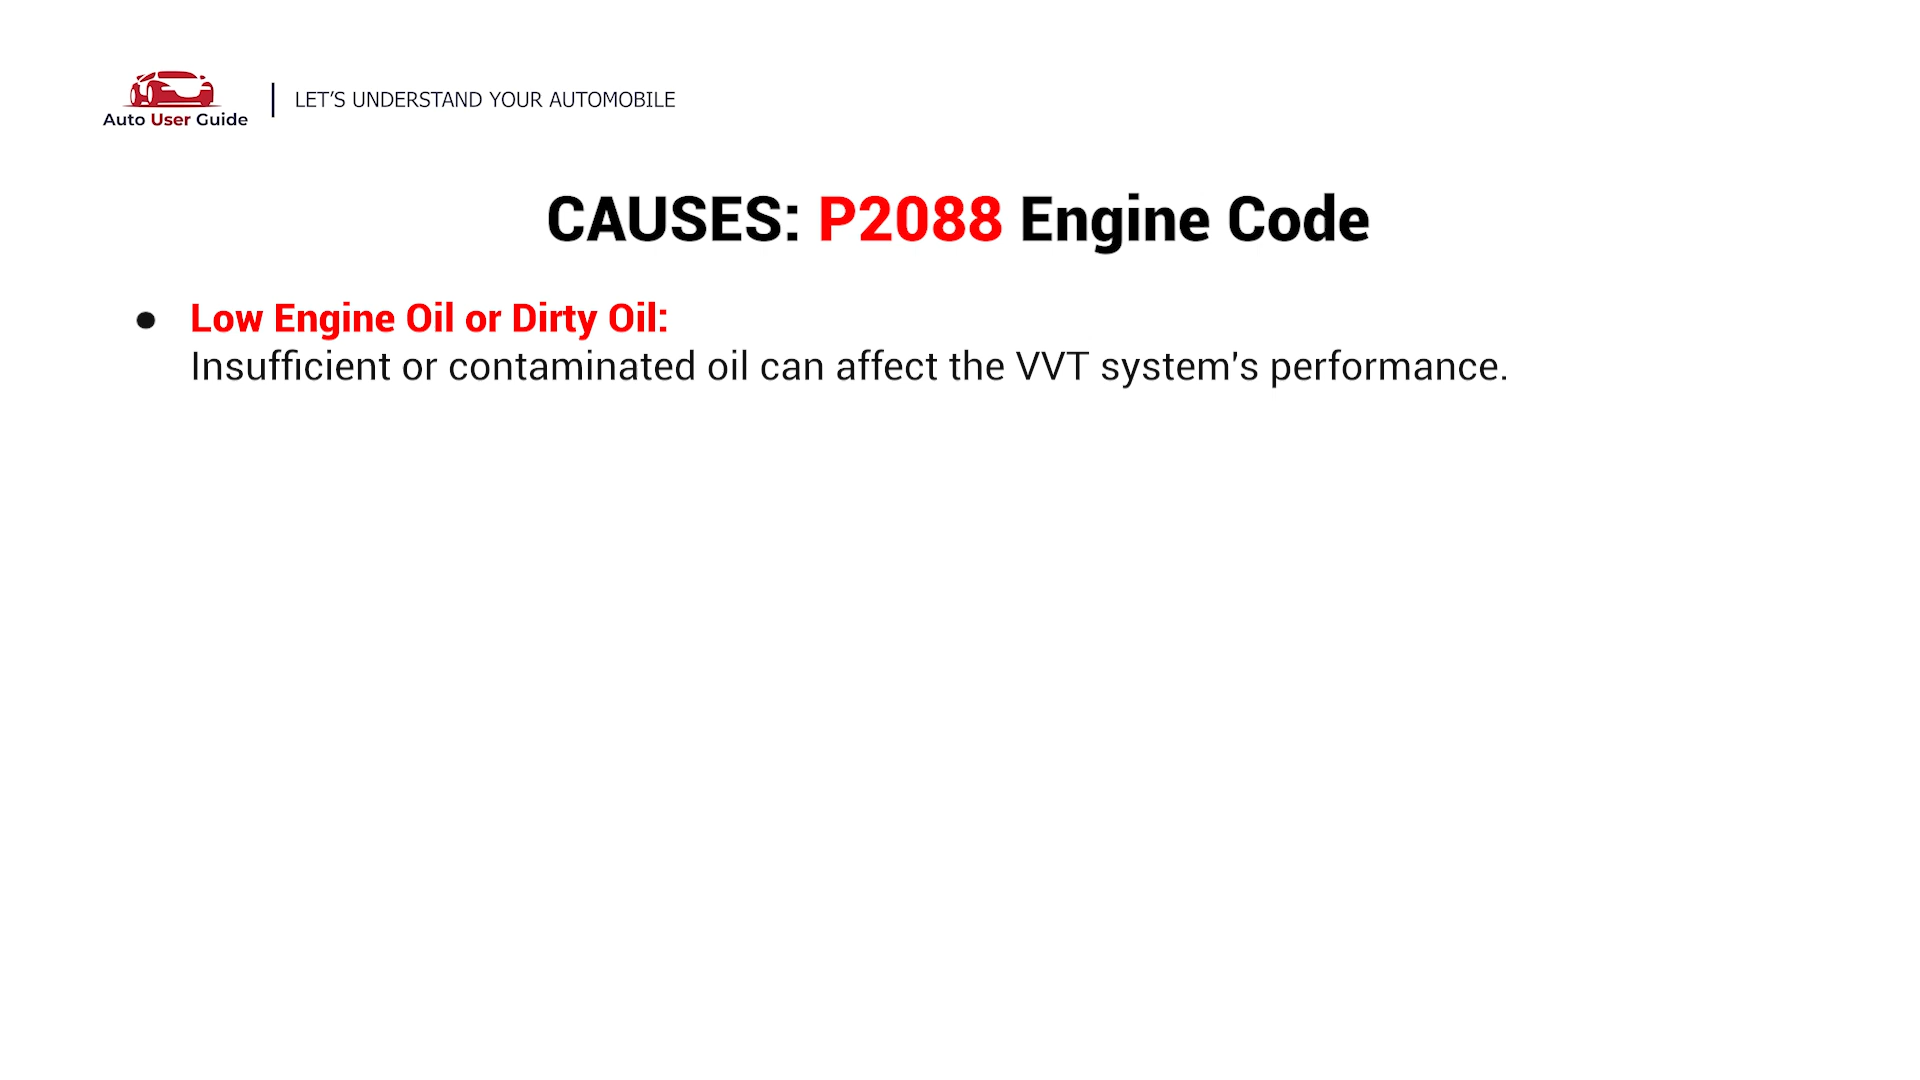 Auto User Guide
LET’S UNDERSTAND YOUR AUTOMOBILE
CAUSES: P2088 Engine Code
● Low Engine Oil or Dirty Oil:
Insufficient or contaminated oil can affect the VVT system's performance.